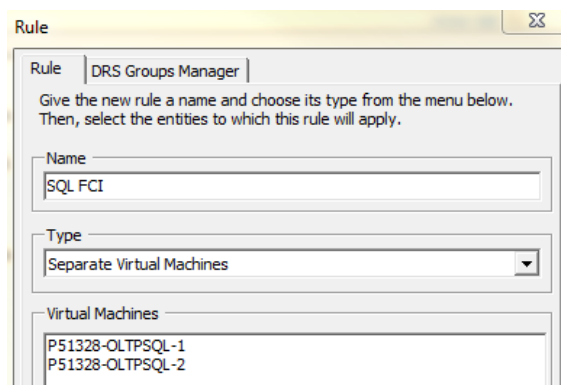 Rule
Rule
DRS Groups Manager
Give the new rule a name and choose its type from the menu below.
Then, select the entities to which this rule will apply.
Name
SQL FCI
Type
Separate Virtual Machines
Virtual Machines
P51328-OLTPSQL-1
P51328-OLTPSQL-2